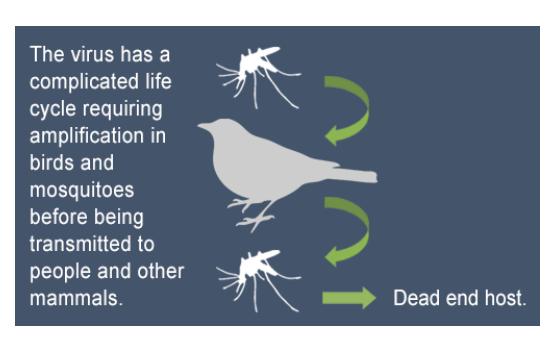 The virus has a
complicated life
cycle requiring
amplification in
birds and
mosquitoes
before being
transmitted to
people and other
mammals.
Dead end host.